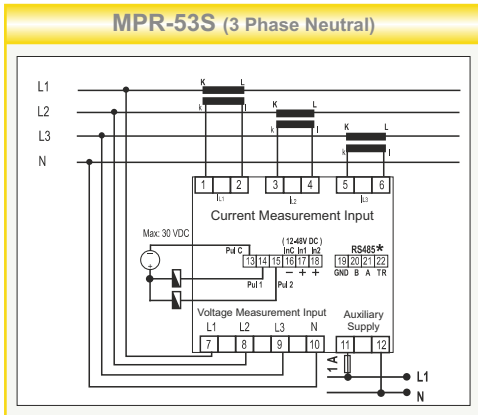 MPR-53S (3 Phase Neutral)
L1
K L
L2
K L
k l
L3
K L
k l
N
k l
1 2 3 4 5 6
IL1 IL2 IL3
Current Measurement Input
Max: 30 VDC
(12-48V DC)
Pul C InC In1 In2 RS485*
13 14 15 16 17 18 19 20 21 22
− + + GND B A TR
−
+
Pul 1 Pul 2
Voltage Measurement Input Auxiliary
Supply
L1 L2 L3 N
7 8 9 10 11 12
1 A
L1
N